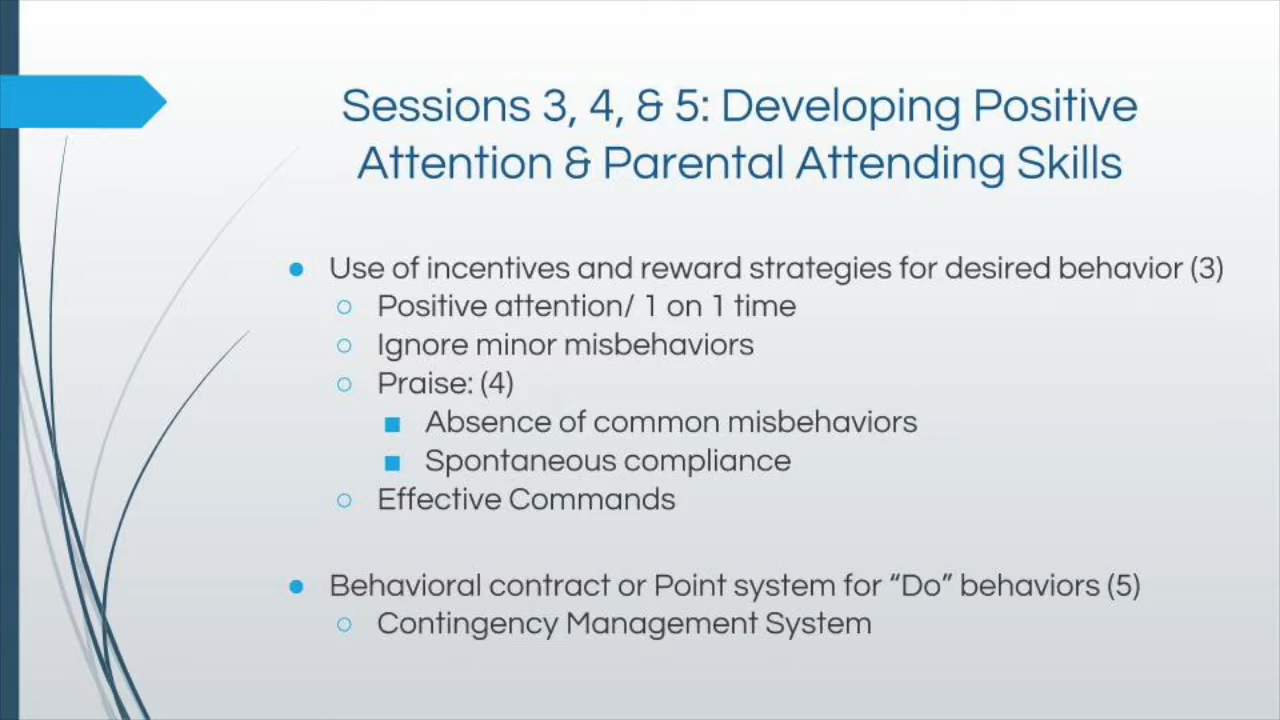 Sessions 3, 4, & 5: Developing Positive
Attention & Parental Attending Skills
● Use of incentives and reward strategies for desired behavior (3)
○ Positive attention/ 1 on 1 time
○ Ignore minor misbehaviors
○ Praise: (4)
■ Absence of common misbehaviors
■ Spontaneous compliance
○ Effective Commands
● Behavioral contract or Point system for “Do” behaviors (5)
○ Contingency Management System